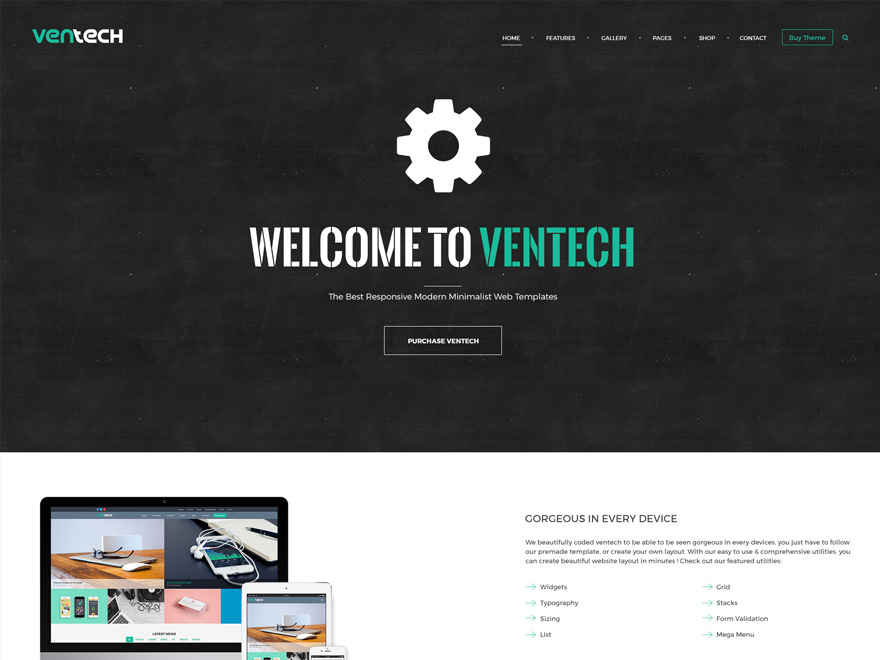 ventech
HOME
FEATURES
GALLERY
PAGES
SHOP
CONTACT
Buy Theme
WELCOME TO VENTECH
The Best Responsive Modern Minimalist Web Templates
PURCHASE VENTECH
GORGEOUS IN EVERY DEVICE
We beautifully coded ventech to be able to be seen gorgeous in every devices, you just have to follow
our premade template, or create your own layout. With our easy to use & comprehensive utilities, you
can create beautiful website layout in minutes ! Check out our featured utilities:
Widgets
Grid
Typography
Stacks
Sizing
Form Validation
List
Mega Menu
LATEST NEWS